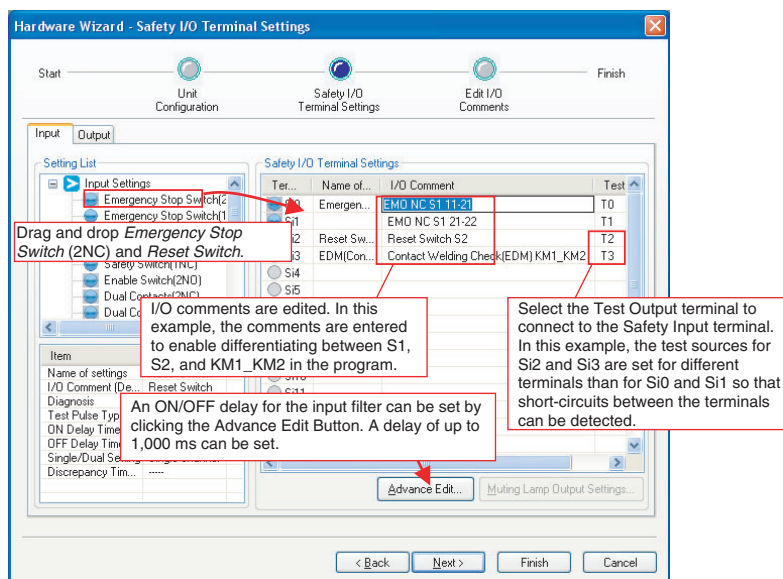 Hardware Wizard - Safety I/O Terminal Settings
Start
Unit
Configuration
Safety I/O
Terminal Settings
Edit I/O
Comments
Finish
Input
Output
Setting List
Input Settings
Emergency Stop Switch(2
Emergency Stop Switch(1
Drag and drop Emergency Stop
Switch (2NC) and Reset Switch.
Safety Switch(1NC)
Enable Switch(2NO)
Dual Contacts(2NC)
Dual Co
Safety I/O Terminal Settings
Ter... Name of... I/O Comment Test
Si0 Emergen... EMO NC S1 11-21 T0
Si1 EMO NC S1 21-22 T1
Si2 Reset Sw... Reset Switch S2 T2
Si3 EDM(Con... Contact Welding Check(EDM) KM1_KM2 T3
Si4
Si5
I/O comments are edited. In this
example, the comments are entered
to enable differentiating between S1,
S2, and KM1_KM2 in the program.
Select the Test Output terminal to
connect to the Safety Input terminal.
In this example, the test sources for
Si2 and Si3 are set for different
terminals than for Si0 and Si1 so that
short-circuits between the terminals
can be detected.
Item
Name of settings
I/O Comment (De... Reset Switch
Diagnosis
Test Pulse Typ
ON Delay Time
OFF Delay Time
Single/Dual Setting
Discrepancy Tim... -----
An ON/OFF delay for the input filter can be set by
clicking the Advance Edit Button. A delay of up to
1,000 ms can be set.
Advance Edit...
Muting Lamp Output Settings...
< Back
Next >
Finish
Cancel